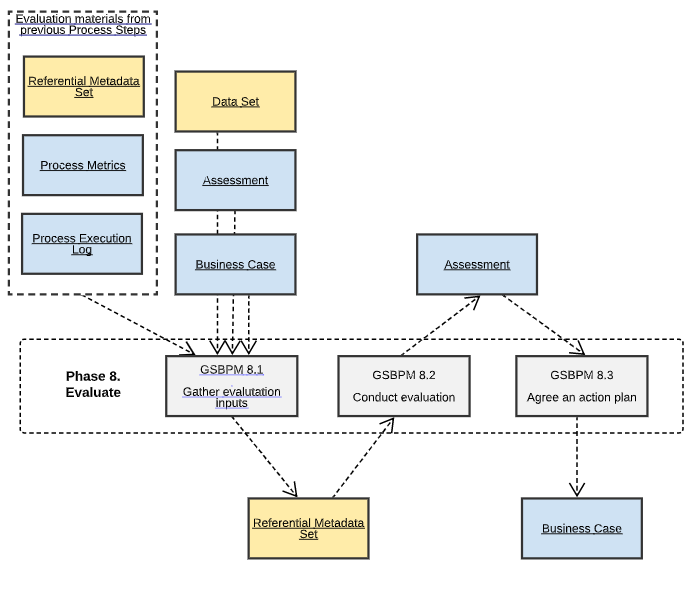 Evaluation materials from
previous Process Steps
Referential Metadata
Set
Process Metrics
Process Execution
Log
Data Set
Assessment
Business Case
Assessment
Phase 8.
Evaluate
GSBPM 8.1
Gather evalutation
inputs
GSBPM 8.2
Conduct evaluation
GSBPM 8.3
Agree an action plan
Referential Metadata
Set
Business Case